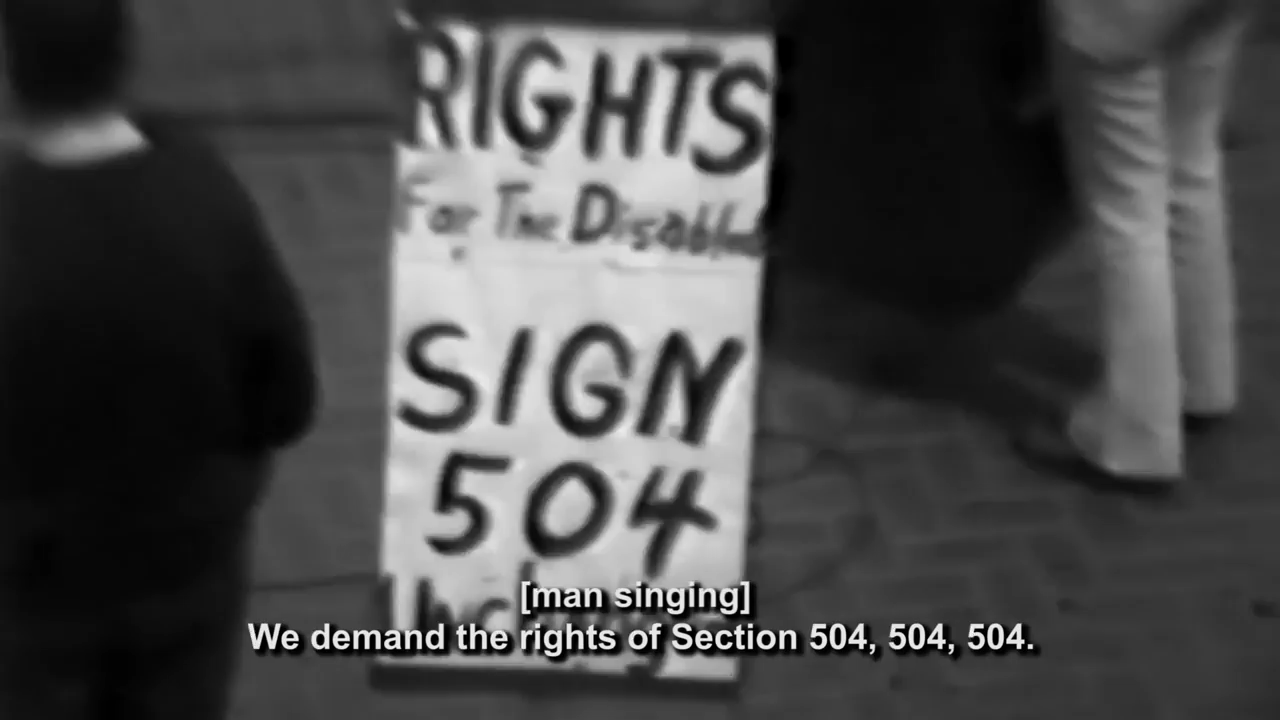 RIGHTS
For The Disabled
SIGN
504
[man singing]
We demand the rights of Section 504, 504, 504.